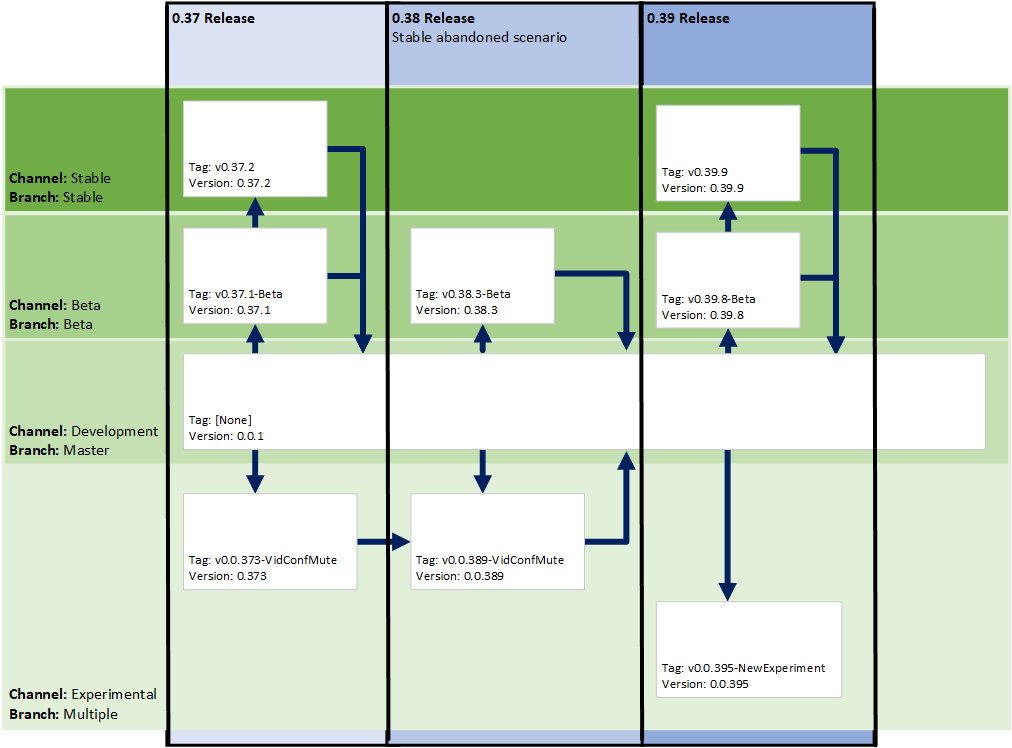 0.37 Release
0.38 Release
Stable abandoned scenario
0.39 Release
Channel: Stable
Branch: Stable
Tag: v0.37.2
Version: 0.37.2
Tag: v0.39.9
Version: 0.39.9
Channel: Beta
Branch: Beta
Tag: v0.37.1-Beta
Version: 0.37.1
Tag: v0.38.3-Beta
Version: 0.38.3
Tag: v0.39.8-Beta
Version: 0.39.8
Channel: Development
Branch: Master
Tag: [None]
Version: 0.0.1
Tag: v0.0.373-VidConfMute
Version: 0.373
Tag: v0.0.389-VidConfMute
Version: 0.0.389
Channel: Experimental
Branch: Multiple
Tag: v0.0.395-NewExperiment
Version: 0.0.395